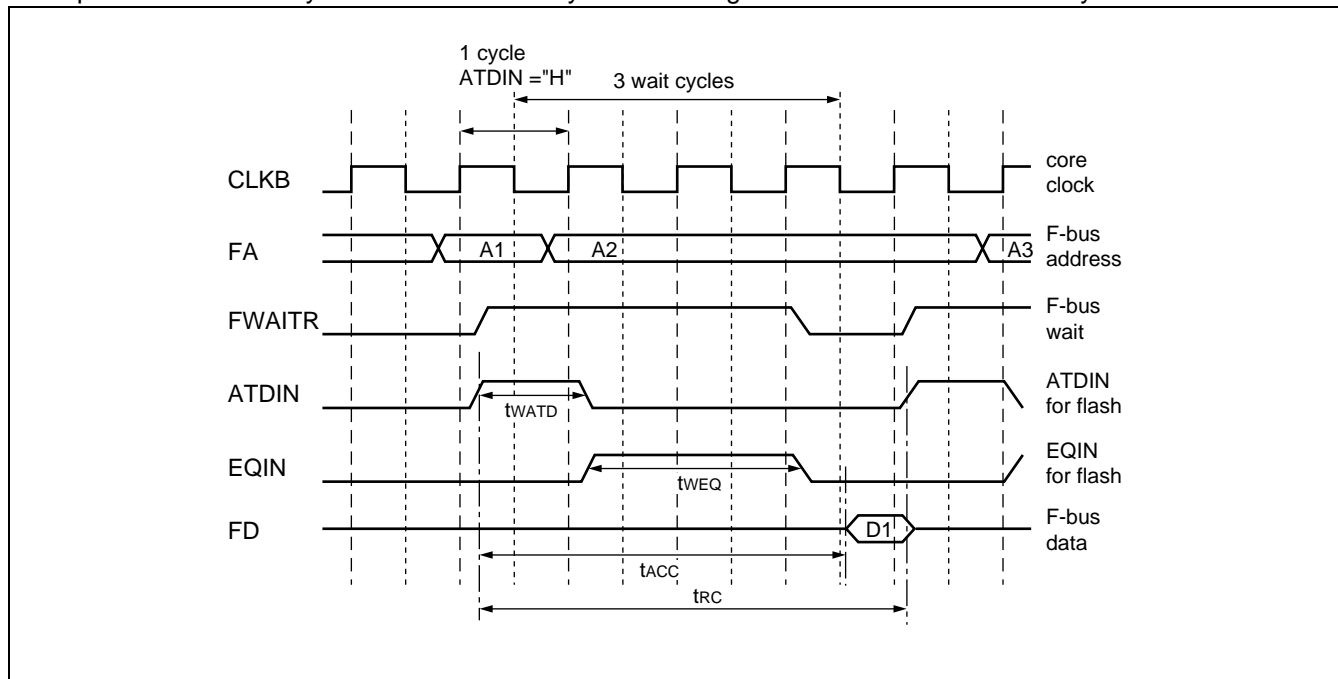 1 cycle
ATDIN ="H"
3 wait cycles
CLKB
core
clock
FA
A1
A2
A3
F-bus
address
FWAITR
F-bus
wait
ATDIN
tWATD
ATDIN
for flash
EQIN
tWEQ
EQIN
for flash
FD
D1
F-bus
data
tACC
tRC